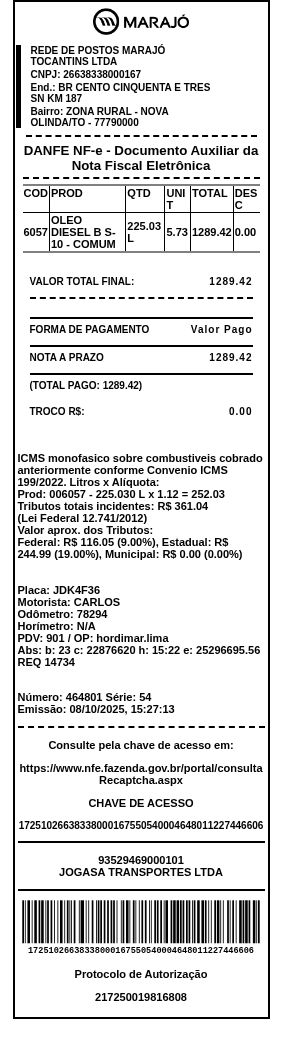 MARAJÓ
REDE DE POSTOS MARAJÓ
TOCANTINS LTDA
CNPJ: 26638338000167
End.: BR CENTO CINQUENTA E TRES
SN KM 187
Bairro: ZONA RURAL - NOVA
OLINDA/TO - 77790000
DANFE NF-e - Documento Auxiliar da
Nota Fiscal Eletrônica
COD PROD QTD UNI TOTAL DES
T C
OLEO
6057 DIESEL B S- 225.03 5.73 1289.42 0.00
10 - COMUM L
VALOR TOTAL FINAL: 1289.42
FORMA DE PAGAMENTO Valor Pago
NOTA A PRAZO 1289.42
(TOTAL PAGO: 1289.42)
TROCO R$: 0.00
ICMS monofasico sobre combustiveis cobrado
anteriormente conforme Convenio ICMS
199/2022. Litros x Alíquota:
Prod: 006057 - 225.030 L x 1.12 = 252.03
Tributos totais incidentes: R$ 361.04
(Lei Federal 12.741/2012)
Valor aprox. dos Tributos:
Federal: R$ 116.05 (9.00%), Estadual: R$
244.99 (19.00%), Municipal: R$ 0.00 (0.00%)
Placa: JDK4F36
Motorista: CARLOS
Odômetro: 78294
Horímetro: N/A
PDV: 901 / OP: hordimar.lima
Abs: b: 23 c: 22876620 h: 15:22 e: 25296695.56
REQ 14734
Número: 464801 Série: 54
Emissão: 08/10/2025, 15:27:13
Consulte pela chave de acesso em:
https://www.nfe.fazenda.gov.br/portal/consulta
Recaptcha.aspx
CHAVE DE ACESSO
17251026638338000167550540004648011227446606
93529469000101
JOGASA TRANSPORTES LTDA
17251026638338000167550540004648011227446606
Protocolo de Autorização
217250019816808